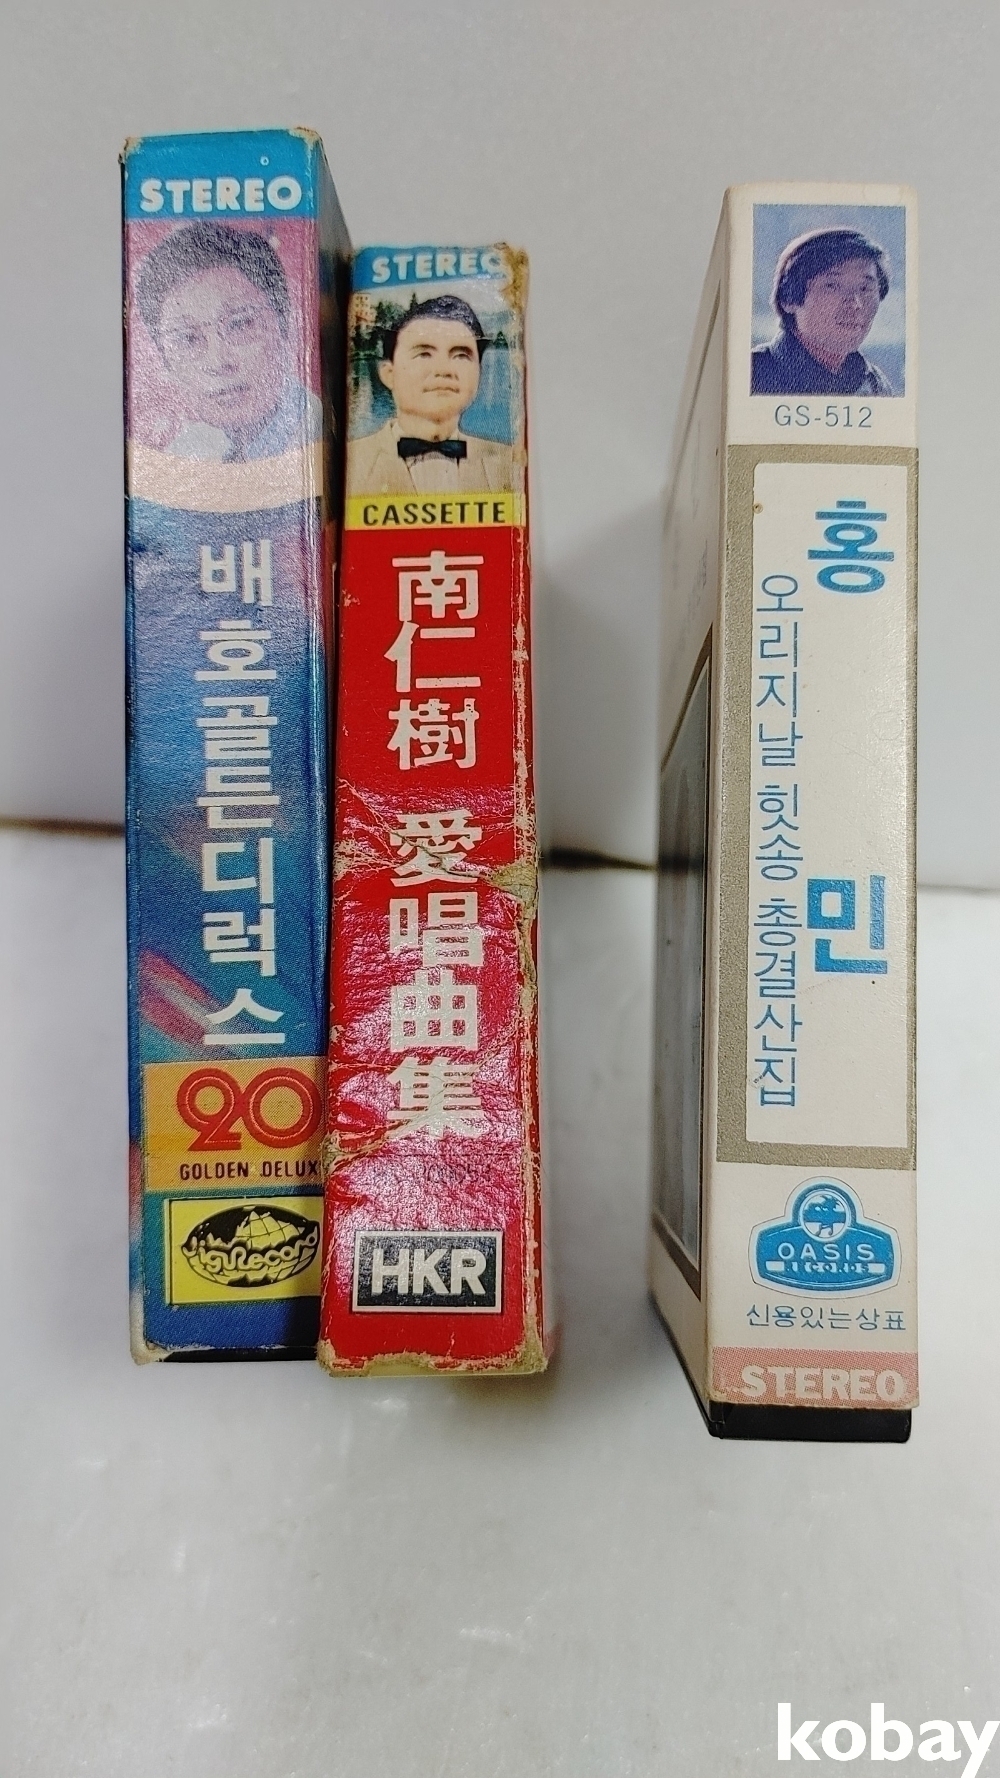 STEREO
배호골든디럭스
20
GOLDEN DELUX
JiguRecord
STEREO
CASSETTE
南仁樹 愛唱曲集
HKR
GS-512
홍민
오리지날 힛송 총결산집
OASIS
RECORDS
신용있는상표
STEREO
kobay